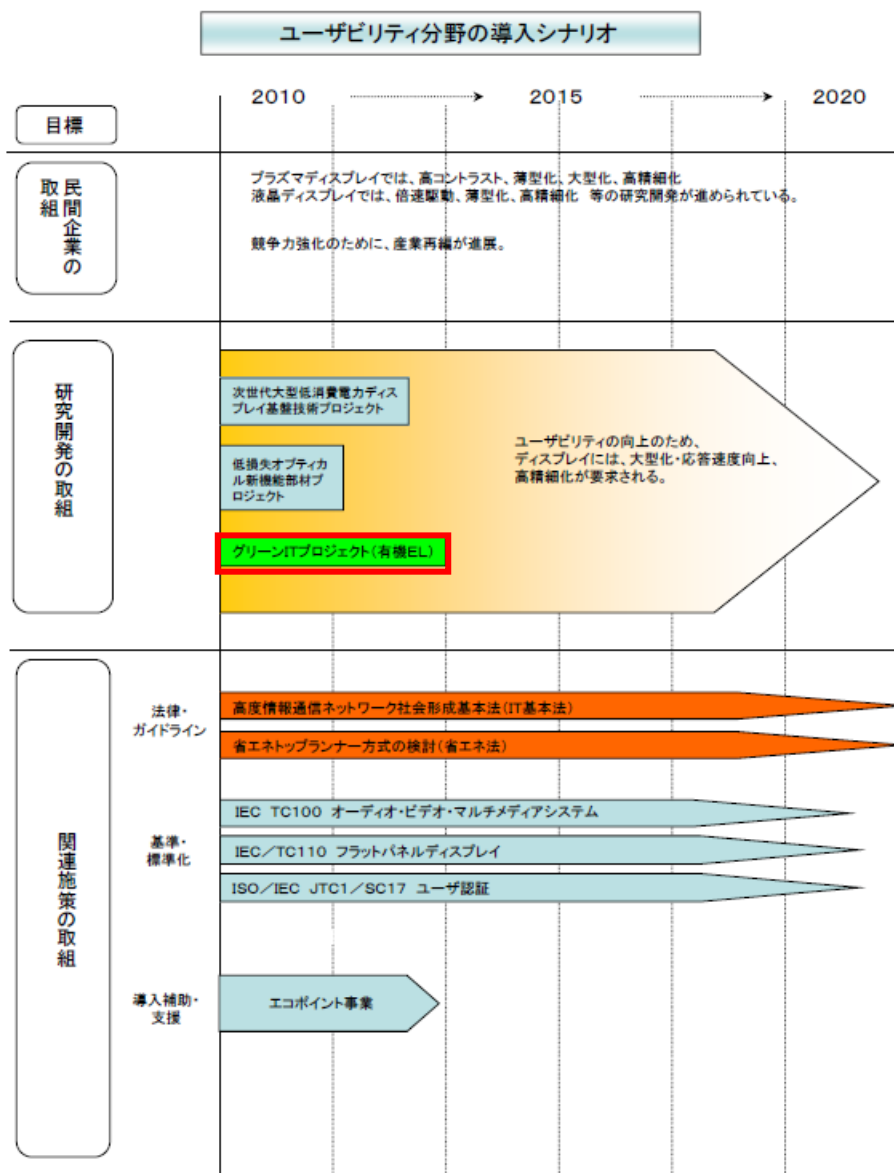 ユーザビリティ分野の導入シナリオ
2010 2015 2020
目標
民間企業の
取組
プラズマディスプレイでは、高コントラスト、薄型化、大型化、高精細化
液晶ディスプレイでは、倍速駆動、薄型化、高精細化 等の研究開発が進められている。
競争力強化のために、産業再編が進展。
研究開発の取組
次世代大型低消費電力ディス
プレイ基盤技術プロジェクト
低損失オプティカ
ル新機能部材プ
ロジェクト
グリーンITプロジェクト(有機EL)
ユーザビリティの向上のため、
ディスプレイには、大型化・応答速度向上、
高精細化が要求される。
関連施策の取組
法律・
ガイドライン
高度情報通信ネットワーク社会形成基本法(IT基本法)
省エネトップランナー方式の検討(省エネ法)
基準・
標準化
IEC TC100 オーディオ・ビデオ・マルチメディアシステム
IEC/TC110 フラットパネルディスプレイ
ISO/IEC JTC1/SC17 ユーザ認証
導入補助・
支援
エコポイント事業